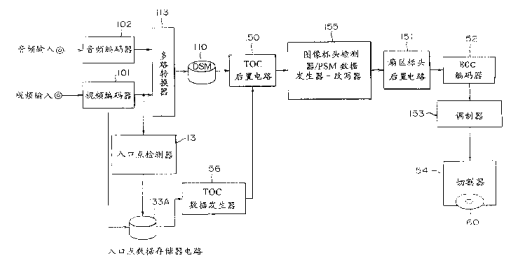 113
102
音频输入
音频编码器
101
视频输入
视频编码器
多路转换器
110
DSM
50
TOC
后置电路
155
图像标头检测
器/PSM 数据
发生器-改写器
151
扇区标头
后置电路
52
ECC
编码器
153
调制器
54
切割器
60
13
入口点检测器
33A
56
TOC
数据发生器
入口点数据存储器电路